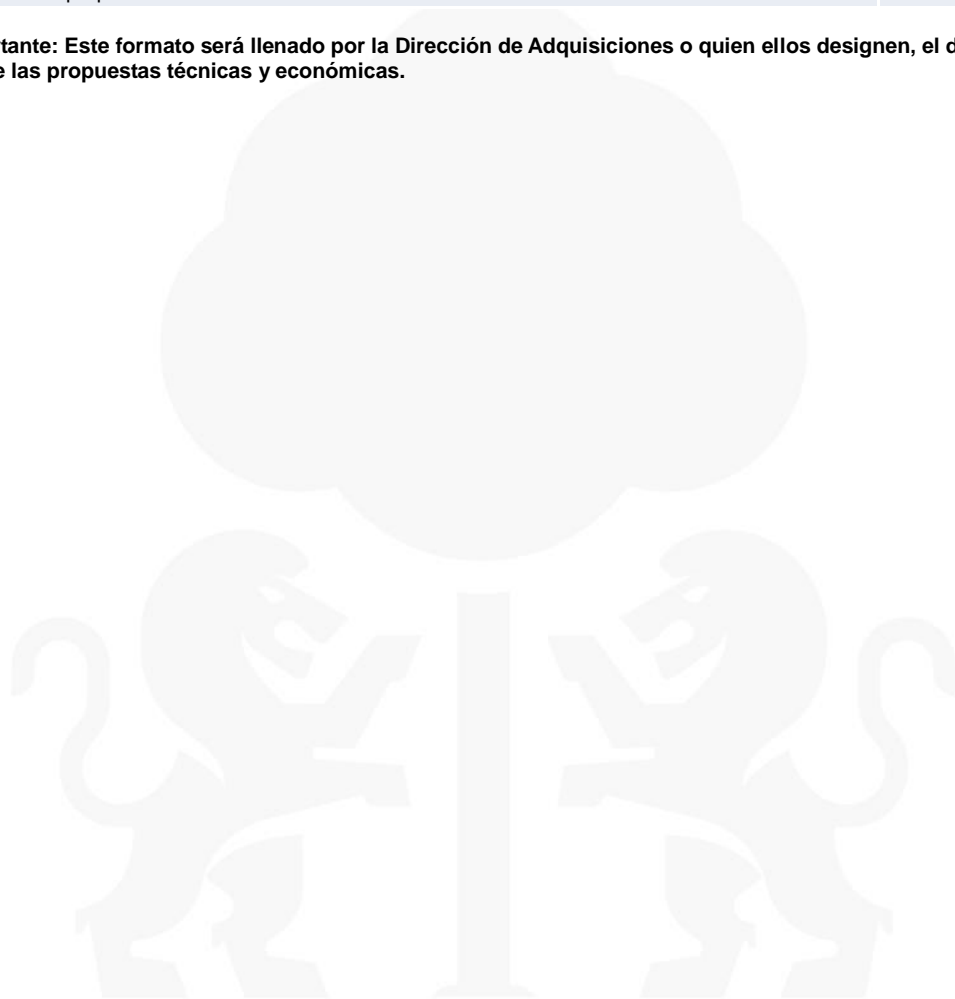 tante: Este formato será llenado por la Dirección de Adquisiciones o quien ellos designen, el d
e las propuestas técnicas y económicas.